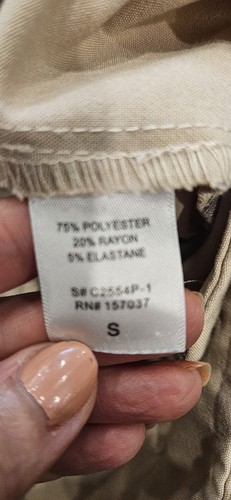 75% POLYESTER
20% RAYON
5% ELASTANE
S# C2554P-1
RN# 157037
S